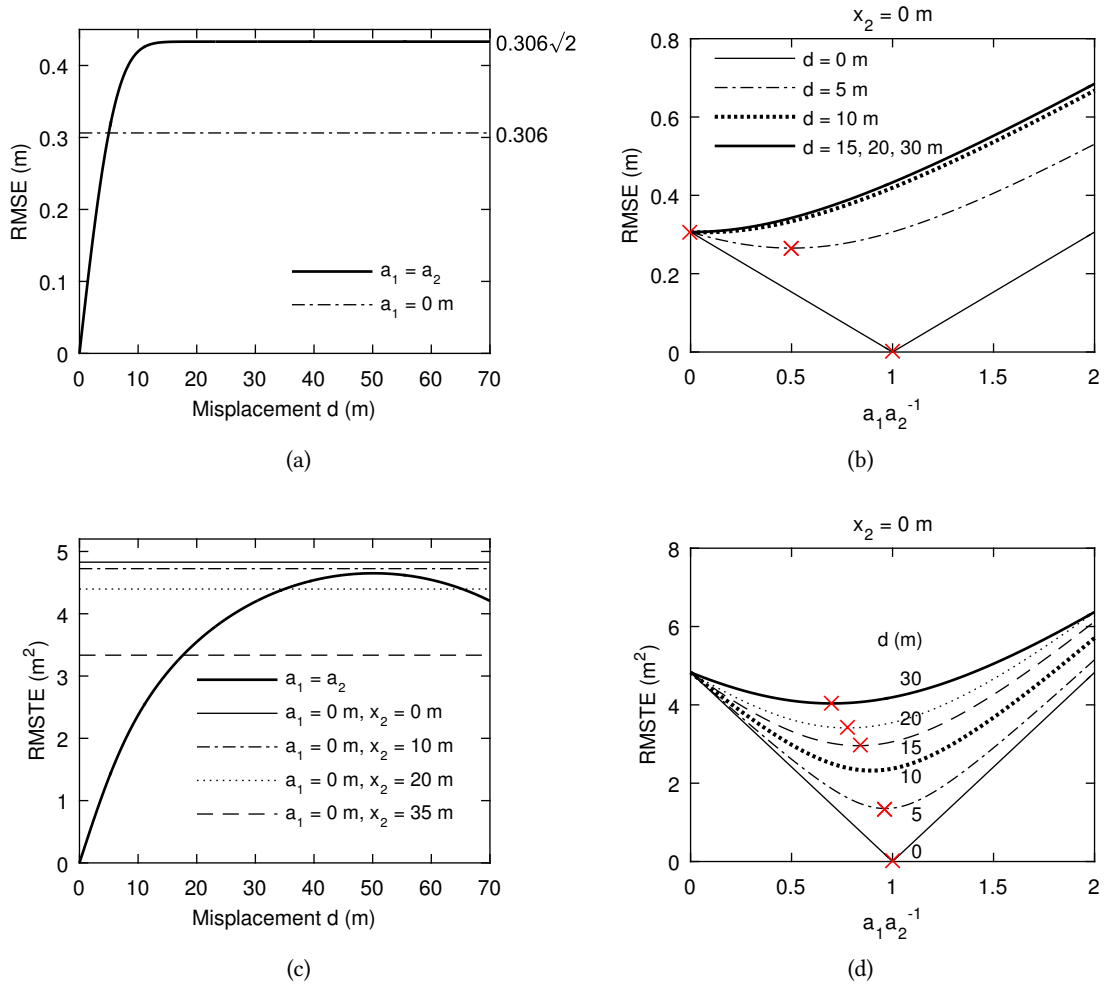 RMSE (m)
0.4
0.3
0.2
0.1
0
0.306√2
0.306
a1 = a2
a1 = 0 m
0 10 20 30 40 50 60 70
Misplacement d (m)
(a)
x2 = 0 m
RMSE (m)
0.8
0.6
0.4
0.2
0
d = 0 m
d = 5 m
d = 10 m
d = 15, 20, 30 m
0 0.5 1 1.5 2
a1a2^-1
(b)
RMSTE (m²)
5
4
3
2
1
0
a1 = a2
a1 = 0 m, x2 = 0 m
a1 = 0 m, x2 = 10 m
a1 = 0 m, x2 = 20 m
a1 = 0 m, x2 = 35 m
0 10 20 30 40 50 60 70
Misplacement d (m)
(c)
x2 = 0 m
RMSTE (m²)
8
6
4
2
0
d (m)
30
20
15
10
5
0
0 0.5 1 1.5 2
a1a2^-1
(d)